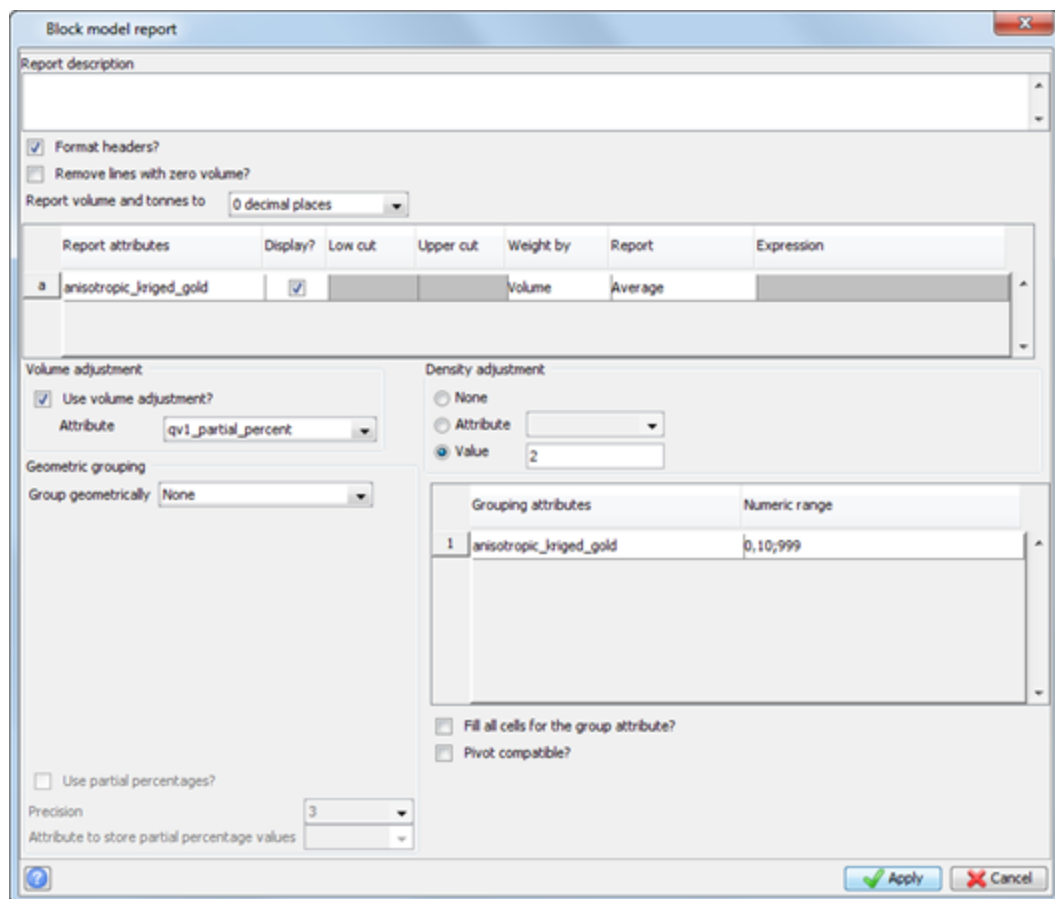 Block model report
Report description
Format headers?
Remove lines with zero volume?
Report volume and tonnes to 0 decimal places
Report attributes Display? Low cut Upper cut Weight by Report Expression
a anisotropic_kriged_gold Volume Average
Volume adjustment Density adjustment
Use volume adjustment? None
Attribute qv1_partial_percent Attribute
Value 2
Geometric grouping
Group geometrically None
Grouping attributes Numeric range
1 anisotropic_kriged_gold 0,10;999
Fill all cells for the group attribute?
Pivot compatible?
Use partial percentages?
Precision 3
Attribute to store partial percentage values
? Apply Cancel